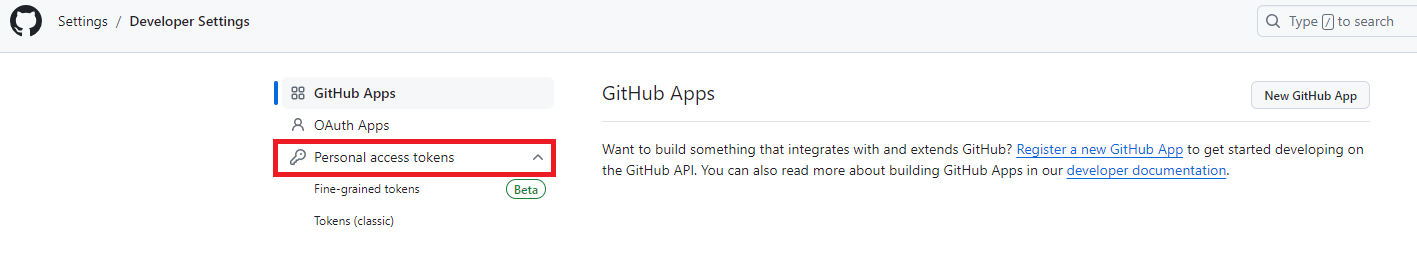 Settings / Developer Settings
Type / to search
GitHub Apps
OAuth Apps
Personal access tokens
Fine-grained tokens Beta
Tokens (classic)
GitHub Apps
New GitHub App
Want to build something that integrates with and extends GitHub? Register a new GitHub App to get started developing on
the GitHub API. You can also read more about building GitHub Apps in our developer documentation.